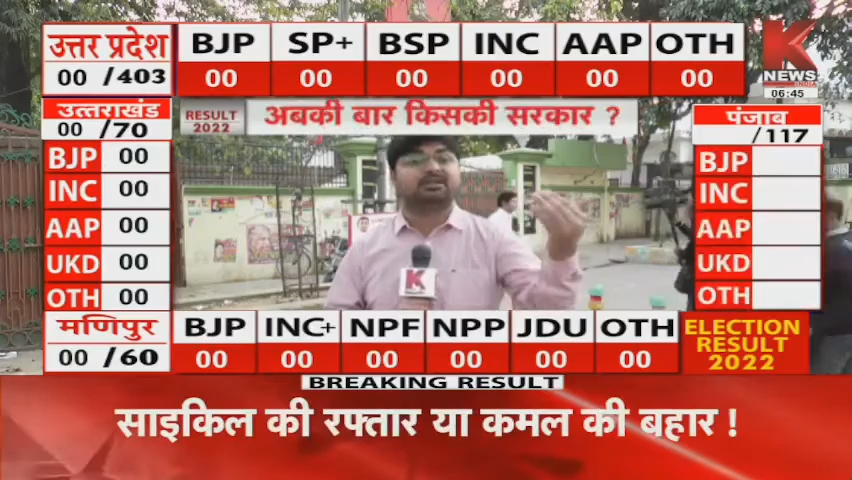 उत्तर प्रदेश
00 /403
BJP SP+ BSP INC AAP OTH
00 00 00 00 00 00
K
NEWS
INDIA
06:45
उत्तराखंड
00 /70
BJP 00
INC 00
AAP 00
UKD 00
OTH 00
RESULT
2022
अबकी बार किसकी सरकार ?
पंजाब
/117
BJP
INC
AAP
UKD
OTH
K
मणिपुर
00 /60
BJP INC+ NPF NPP JDU OTH
00 00 00 00 00 00
ELECTION
RESULT
2022
BREAKING RESULT
साइकिल की रफ्तार या कमल की बहार !